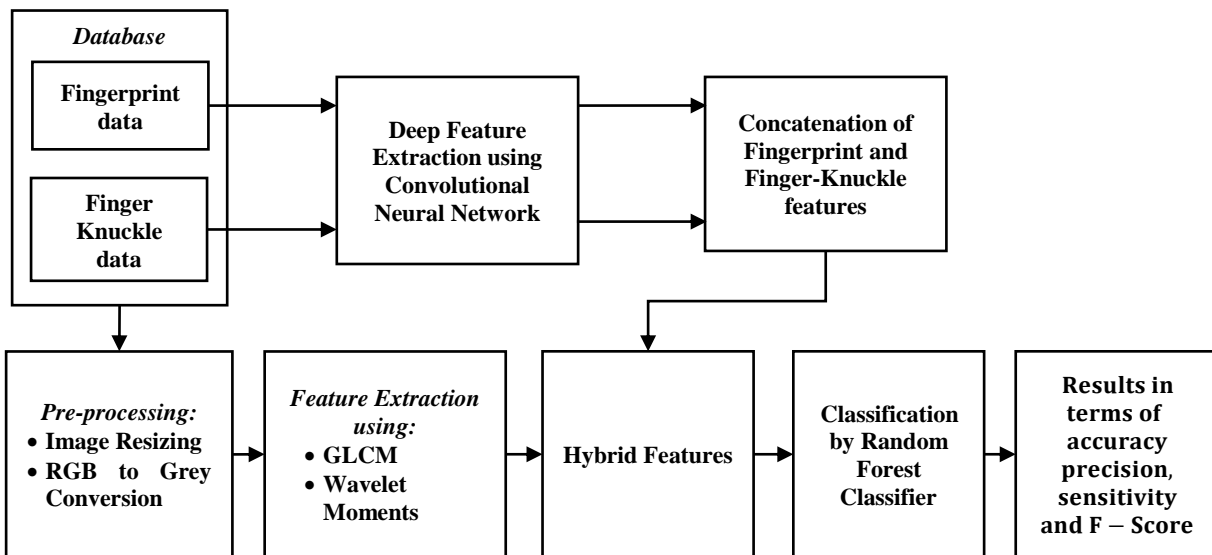 Database
Fingerprint
data
Finger
Knuckle
data
Deep Feature
Extraction using
Convolutional
Neural Network
Concatenation of
Fingerprint and
Finger-Knuckle
features
Pre-processing:
• Image Resizing
• RGB to Grey
Conversion
Feature Extraction
using:
• GLCM
• Wavelet
Moments
Hybrid Features
Classification
by Random
Forest
Classifier
Results in
terms of
accuracy
precision,
sensitivity
and F – Score